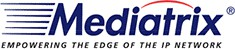 Mediatrix®
EMPOWERING THE EDGE OF THE IP NETWORK